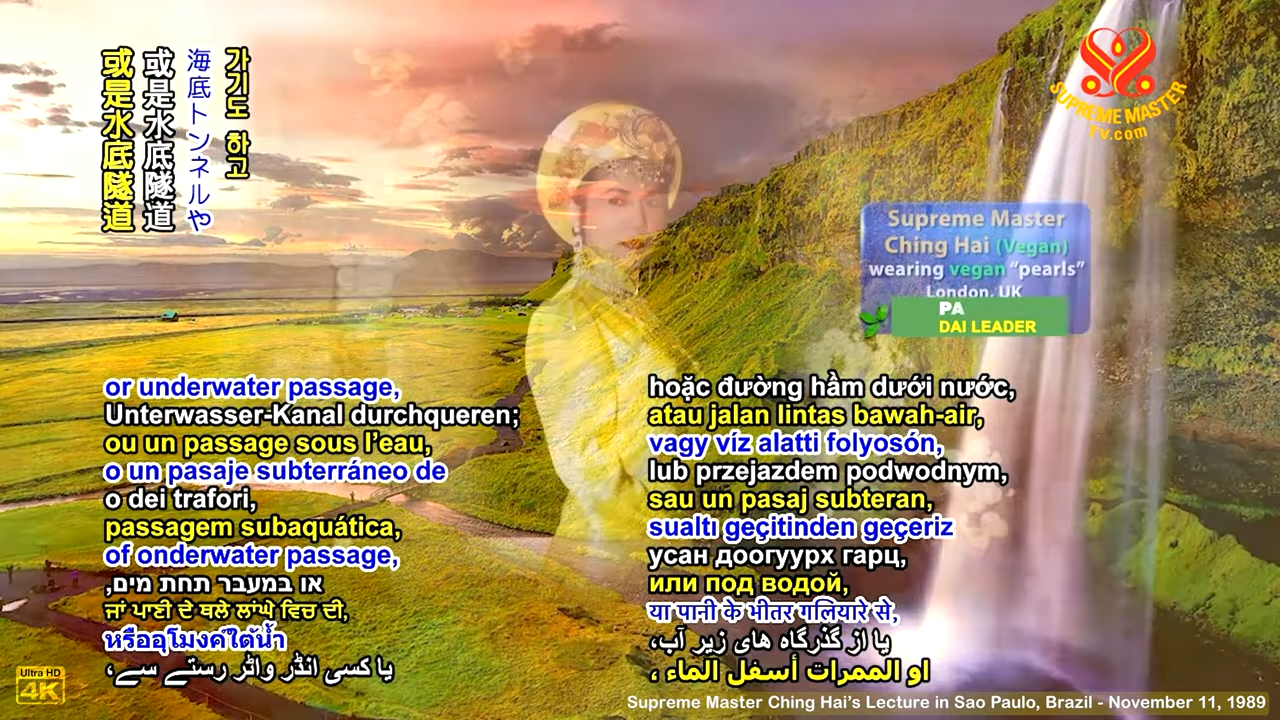 가기도 하고
海底トンネルや
或是水底隧道
或是水底隧道
SUPREME MASTER
TV.com
Supreme Master
Ching Hai (Vegan)
wearing vegan “pearls”
London, UK
PA
DAI LEADER
or underwater passage,
Unterwasser-Kanal durchqueren;
ou un passage sous l’eau,
o un pasaje subterráneo de
o dei trafori,
passagem subaquática,
of onderwater passage,
או במעבר תחת מים,
ਜਾਂ ਪਾਣੀ ਦੇ ਥਲੇ ਲਾਂਘੇ ਵਿਚ ਦੀ,
หรืออุโมงค์ใต้น้ำ
یا کسی انڈر واٹر رستے سے،
hoặc đường hầm dưới nước,
atau jalan lintas bawah-air,
vagy víz alatti folyosón,
lub przejazdem podwodnym,
sau un pasaj subteran,
sualtı geçitinden geçeriz
усан доогуурх гарц,
или под водой,
या पानी के भीतर गलियारे से,
یا از گذرگاه های زیر آب،
او الممرات أسفل الماء ،
Ultra HD
4K
Supreme Master Ching Hai’s Lecture in Sao Paulo, Brazil - November 11, 1989